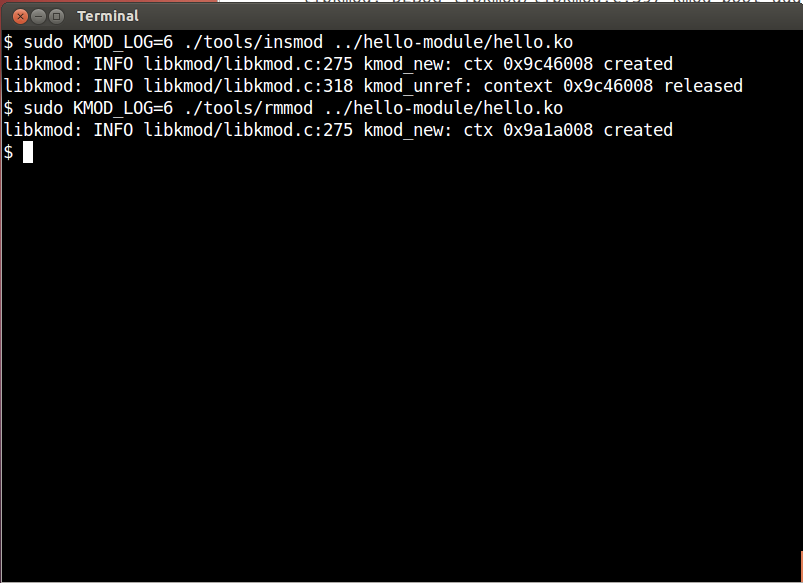 Terminal
$ sudo KMOD_LOG=6 ./tools/insmod ../hello-module/hello.ko
libkmod: INFO libkmod/libkmod.c:275 kmod_new: ctx 0x9c46008 created
libkmod: INFO libkmod/libkmod.c:318 kmod_unref: context 0x9c46008 released
$ sudo KMOD_LOG=6 ./tools/rmmod ../hello-module/hello.ko
libkmod: INFO libkmod/libkmod.c:275 kmod_new: ctx 0x9a1a008 created
$